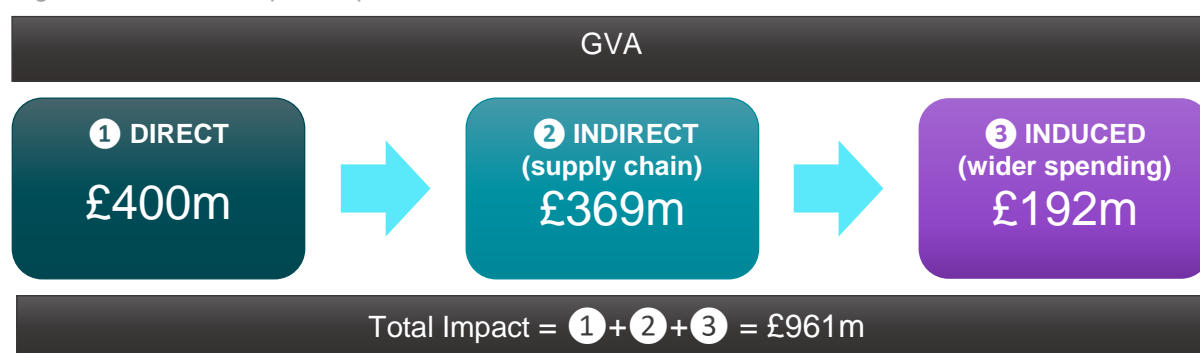 GVA
❶ DIRECT
£400m
❷ INDIRECT
(supply chain)
£369m
❸ INDUCED
(wider spending)
£192m
Total Impact = ❶+❷+❸ = £961m